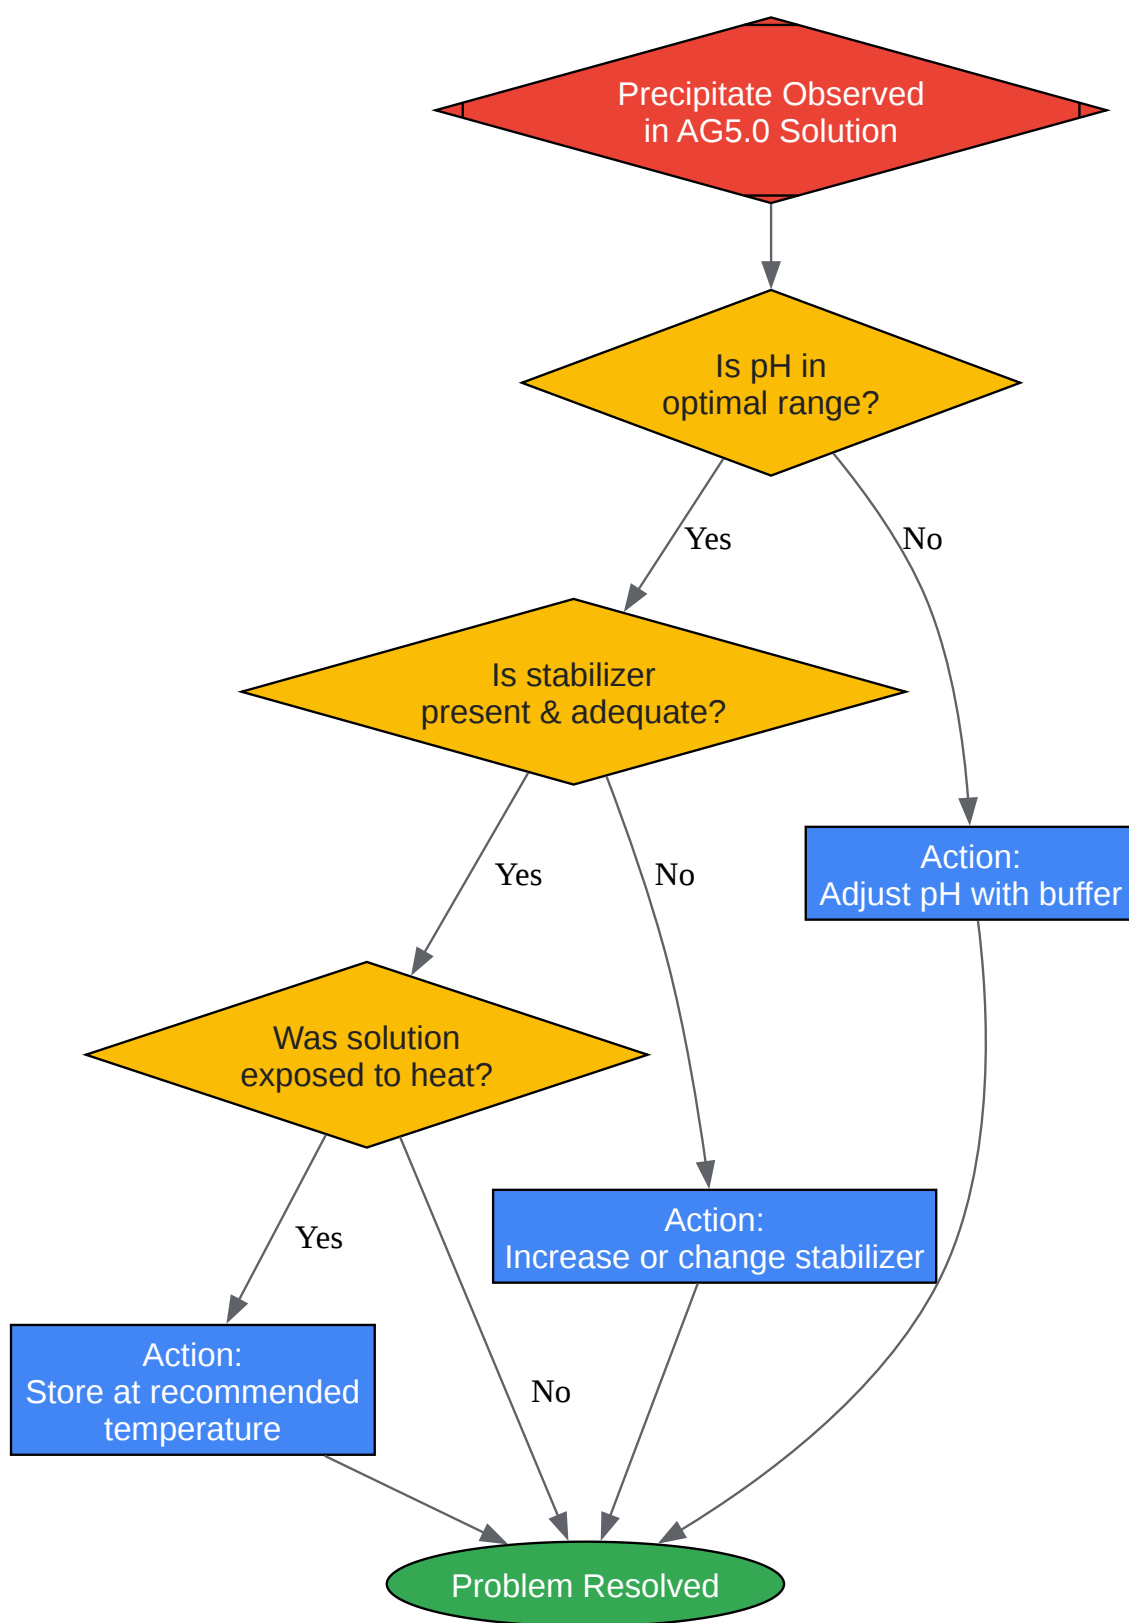 Precipitate Observed
in AG5.0 Solution
Is pH in
optimal range?
Yes
No
Is stabilizer
present & adequate?
Yes
No
Action:
Adjust pH with buffer
Was solution
exposed to heat?
Yes
No
Action:
Increase or change stabilizer
Action:
Store at recommended
temperature
Problem Resolved